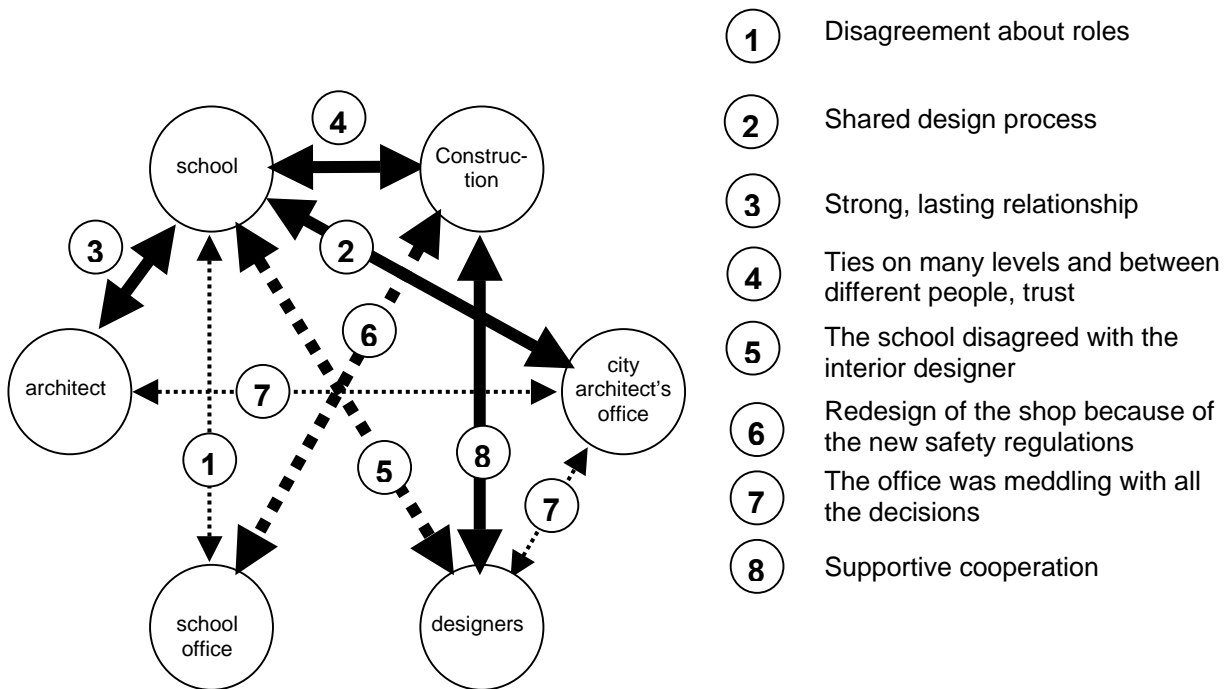 school
Construc-
tion
architect
city
architect's
office
school
office
designers
4
3
2
6
7
1
5
8
7
1 Disagreement about roles
2 Shared design process
3 Strong, lasting relationship
4 Ties on many levels and between
different people, trust
5 The school disagreed with the
interior designer
6 Redesign of the shop because of
the new safety regulations
7 The office was meddling with all
the decisions
8 Supportive cooperation